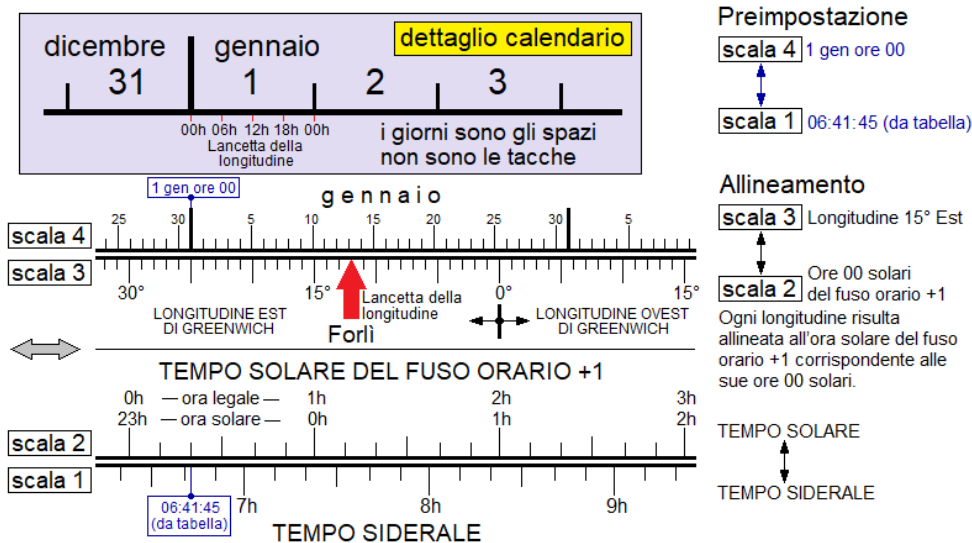 dicembre gennaio dettaglio calendario
31 1 2 3
00h 06h 12h 18h 00h
Lancetta della
longitudine
i giorni sono gli spazi
non sono le tacche
Preimpostazione
scala 4 1 gen ore 00
scala 1 06:41:45 (da tabella)
Allineamento
scala 3 Longitudine 15° Est
scala 2 Ore 00 solari
del fuso orario +1
Ogni longitudine risulta
allineata all'ora solare del fuso
orario +1 corrispondente alle
sue ore 00 solari.
TEMPO SOLARE
TEMPO SIDERALE
1 gen ore 00
gennaio
25 30 5 10 15 20 25 30 5
scala 4
scala 3
30° 15° 0° 15°
LONGITUDINE EST
DI GREENWICH
Lancetta della
longitudine
Forlì
LONGITUDINE OVEST
DI GREENWICH
TEMPO SOLARE DEL FUSO ORARIO +1
0h — ora legale — 1h 2h 3h
23h — ora solare — 0h 1h 2h
scala 2
scala 1
06:41:45
(da tabella)
7h 8h 9h
TEMPO SIDERALE